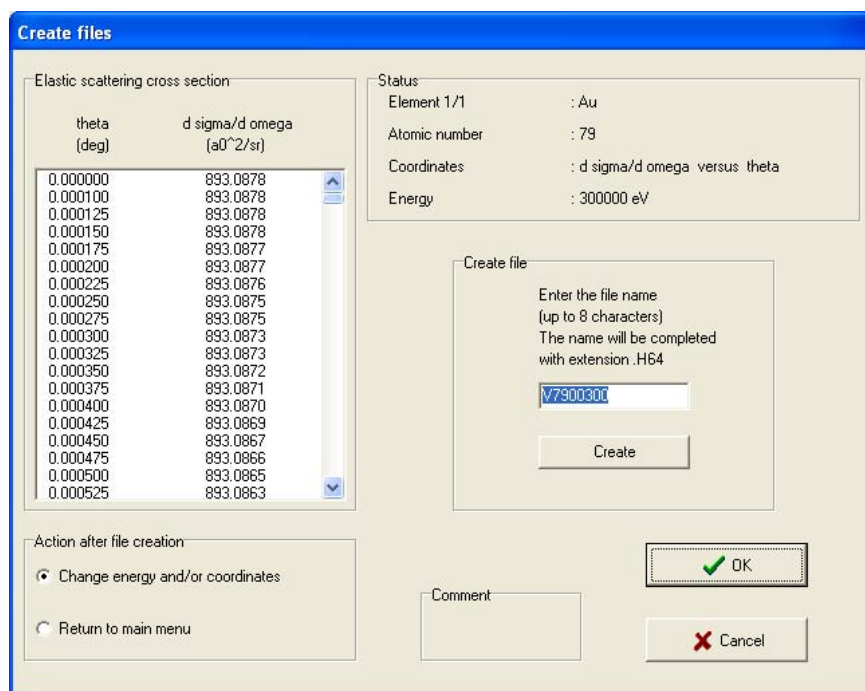 Create files
Elastic scattering cross section
theta d sigma/d omega
(deg) (a0^2/sr)
0.000000 893.0878
0.000100 893.0878
0.000125 893.0878
0.000150 893.0878
0.000175 893.0877
0.000200 893.0877
0.000225 893.0876
0.000250 893.0875
0.000275 893.0875
0.000300 893.0873
0.000325 893.0873
0.000350 893.0872
0.000375 893.0871
0.000400 893.0870
0.000425 893.0869
0.000450 893.0867
0.000475 893.0866
0.000500 893.0865
0.000525 893.0863
Status
Element 1/1 : Au
Atomic number : 79
Coordinates : d sigma/d omega versus theta
Energy : 300000 eV
Create file
Enter the file name
(up to 8 characters)
The name will be completed
with extension .H64
V7900300
Create
Action after file creation
Change energy and/or coordinates
Return to main menu
Comment
OK
Cancel